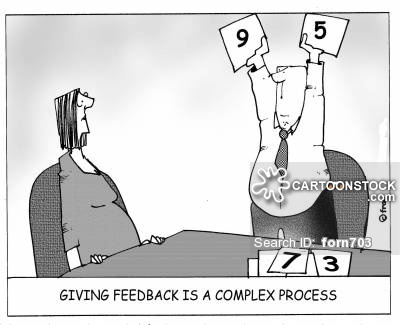 9 5
CARTOONSTOCK
.com
Search ID: forn703
7 3
GIVING FEEDBACK IS A COMPLEX PROCESS